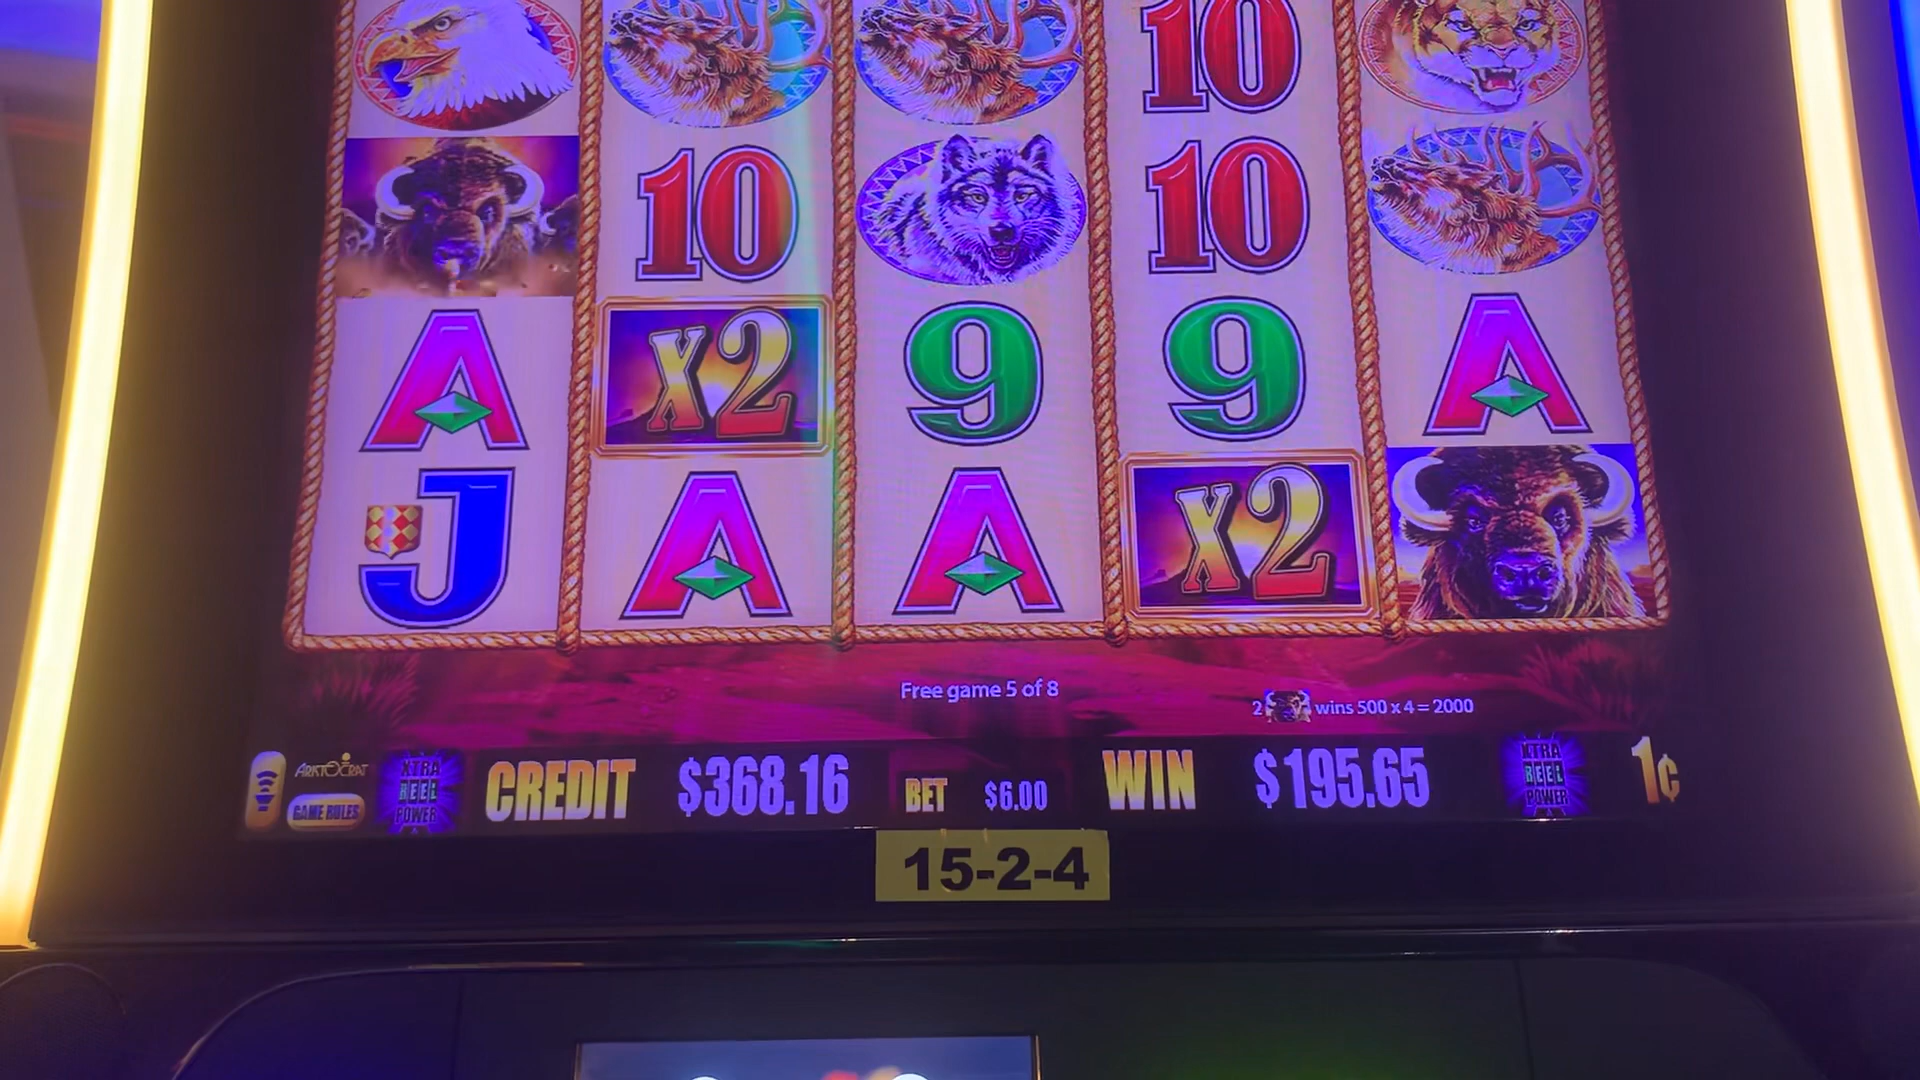 10
10 10
A X2 9 9 A
J A A X2
Free game 5 of 8
2 wins 500 x 4 = 2000
ARISTOCRAT
GAME RULES
XTRA REEL POWER
CREDIT $368.16
BET $6.00
WIN $195.65
XTRA REEL POWER
1¢
15-2-4